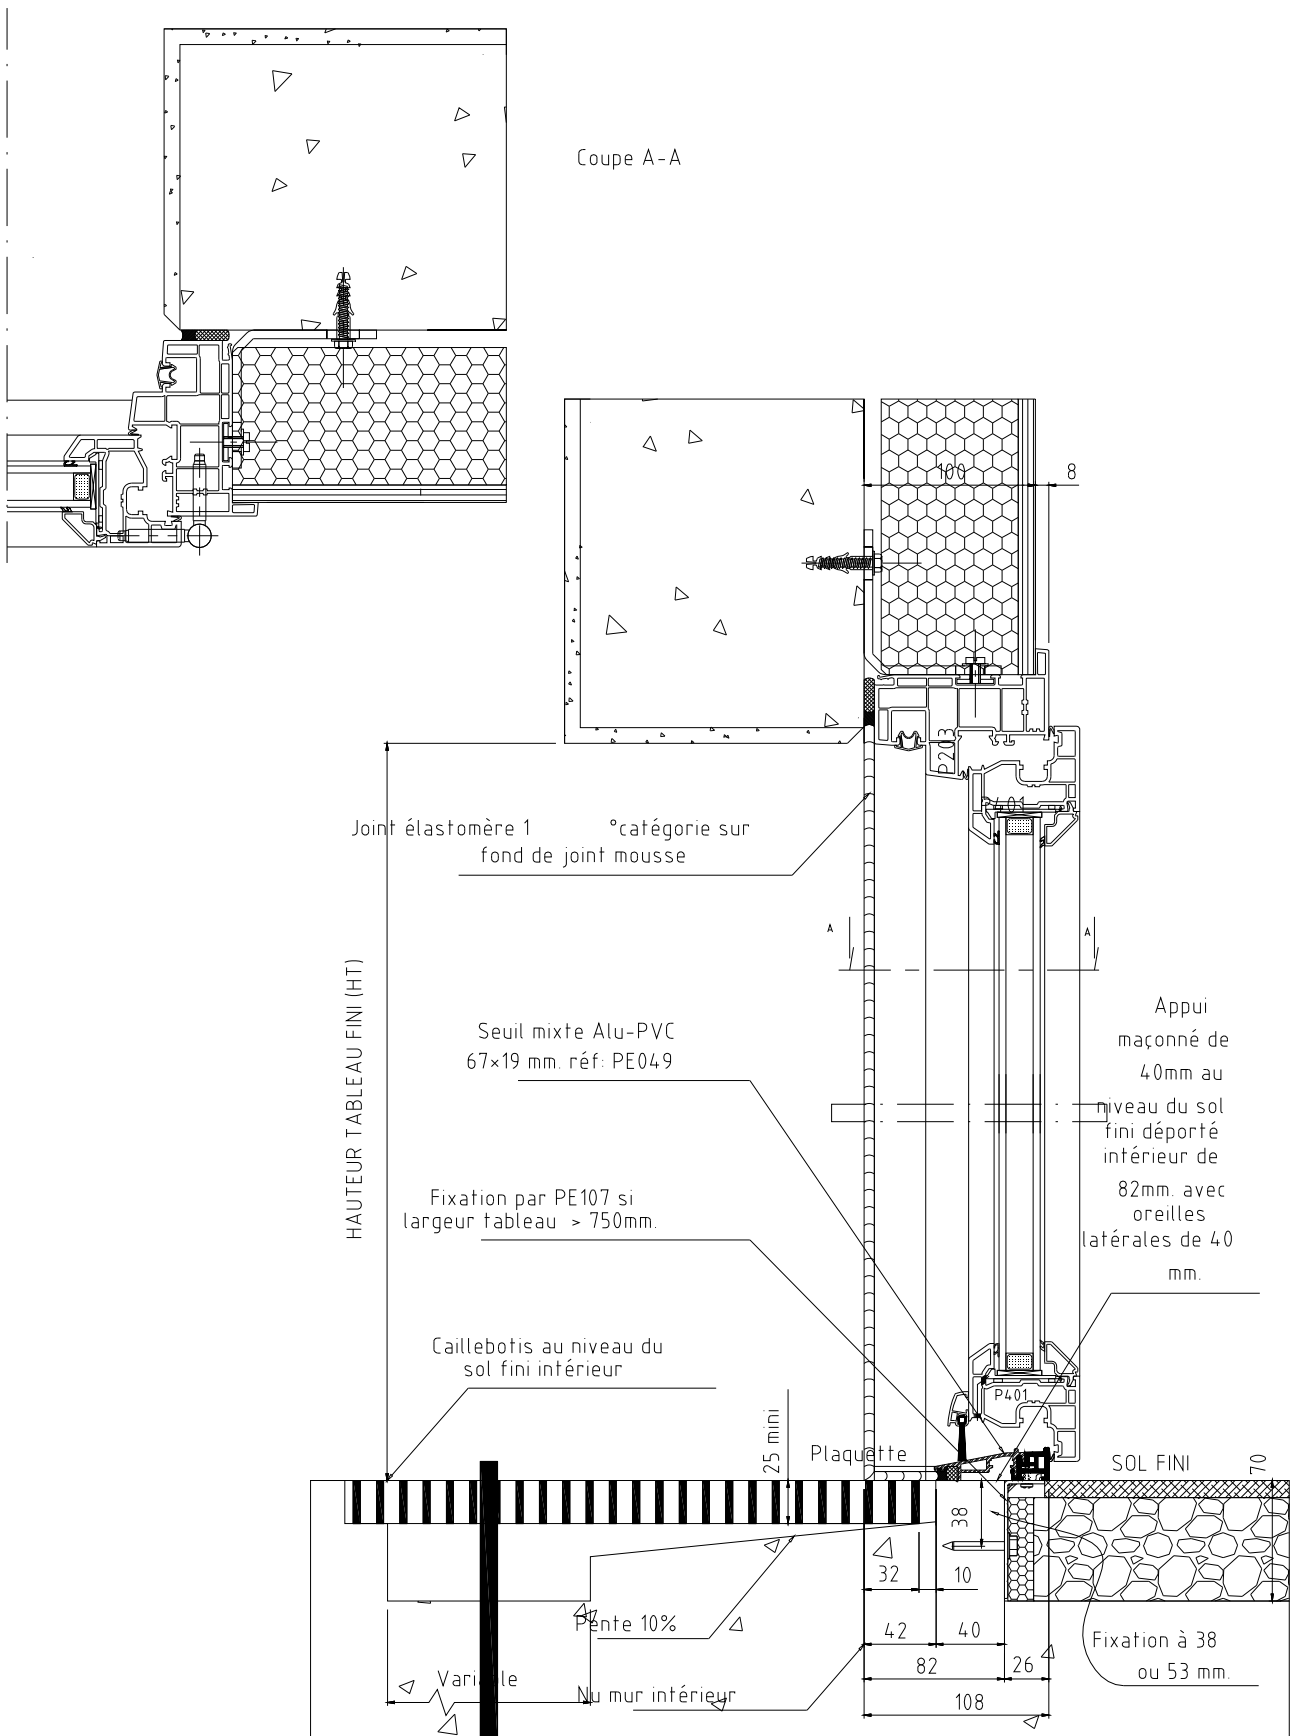 Coupe A-A
100
8
P203
Joint élastomère 1 °catégorie sur
fond de joint mousse
HAUTEUR TABLEAU FINI (HT)
A
A
Seuil mixte Alu-PVC
67x19 mm. réf: PE049
Appui
maçonné de
40mm au
niveau du sol
fini déporté
intérieur de
82mm. avec
oreilles
latérales de 40
mm.
Fixation par PE107 si
largeur tableau > 750mm.
Caillebotis au niveau du
sol fini intérieur
P401
25 mini
Plaquette
SOL FINI
70
38
32
10
Pente 10%
42
40
Fixation à 38
ou 53 mm.
82
26
Variable
Nu mur intérieur
108